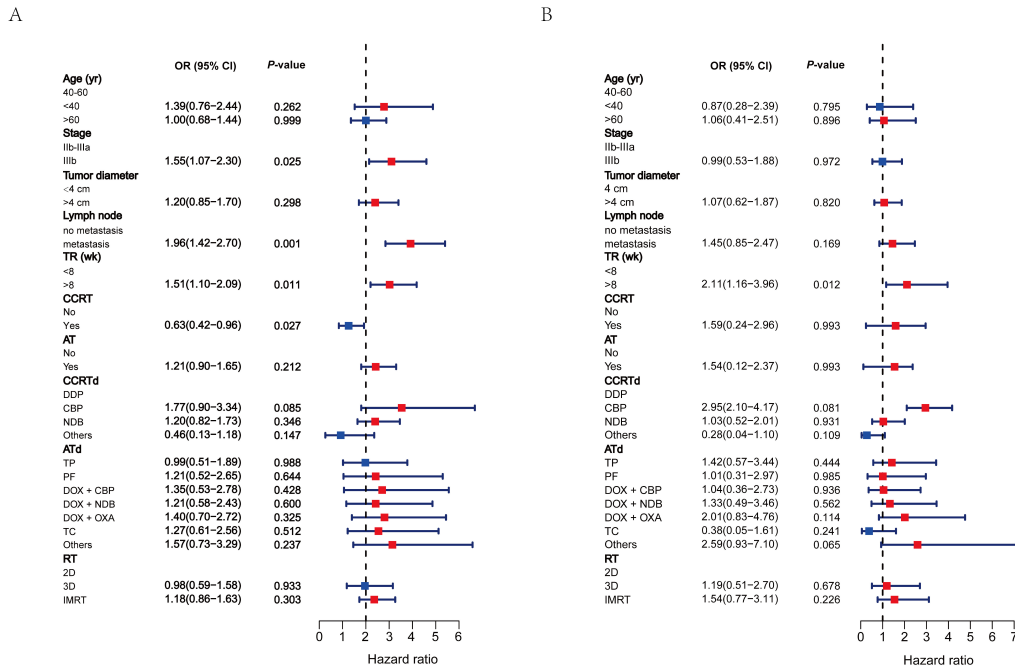 A
OR (95% CI) P-value
Age (yr)
40-60
<40 1.39(0.76−2.44) 0.262
>60 1.00(0.68−1.44) 0.999
Stage
IIb-IIIa
IIIb 1.55(1.07−2.30) 0.025
Tumor diameter
<4 cm
>4 cm 1.20(0.85−1.70) 0.298
Lymph node
no metastasis
metastasis 1.96(1.42−2.70) 0.001
TR (wk)
<8
>8 1.51(1.10−2.09) 0.011
CCRT
No
Yes 0.63(0.42−0.96) 0.027
AT
No
Yes 1.21(0.90−1.65) 0.212
CCRTd
DDP
CBP 1.77(0.90−3.34) 0.085
NDB 1.20(0.82−1.73) 0.346
Others 0.46(0.13−1.18) 0.147
ATd
TP 0.99(0.51−1.89) 0.988
PF 1.21(0.52−2.65) 0.644
DOX + CBP 1.35(0.53−2.78) 0.428
DOX + NDB 1.21(0.58−2.43) 0.600
DOX + OXA 1.40(0.70−2.72) 0.325
TC 1.27(0.61−2.56) 0.512
Others 1.57(0.73−3.29) 0.237
RT
2D
3D 0.98(0.59−1.58) 0.933
IMRT 1.18(0.86−1.63) 0.303
0 1 2 3 4 5 6
Hazard ratio
B
OR (95% CI) P-value
Age (yr)
40-60
<40 0.87(0.28−2.39) 0.795
>60 1.06(0.41−2.51) 0.896
Stage
IIb-IIIa
IIIb 0.99(0.53−1.88) 0.972
Tumor diameter
4 cm
>4 cm 1.07(0.62−1.87) 0.820
Lymph node
no metastasis
metastasis 1.45(0.85−2.47) 0.169
TR (wk)
<8
>8 2.11(1.16−3.96) 0.012
CCRT
No
Yes 1.59(0.24−2.96) 0.993
AT
No
Yes 1.54(0.12−2.37) 0.993
CCRTd
DDP
CBP 2.95(2.10−4.17) 0.081
NDB 1.03(0.52−2.01) 0.931
Others 0.28(0.04−1.10) 0.109
ATd
TP 1.42(0.57−3.44) 0.444
PF 1.01(0.31−2.97) 0.985
DOX + CBP 1.04(0.36−2.73) 0.936
DOX + NDB 1.33(0.49−3.46) 0.562
DOX + OXA 2.01(0.83−4.76) 0.114
TC 0.38(0.05−1.61) 0.241
Others 2.59(0.93−7.10) 0.065
RT
2D
3D 1.19(0.51−2.70) 0.678
IMRT 1.54(0.77−3.11) 0.226
0 1 2 3 4 5 6 7
Hazard ratio